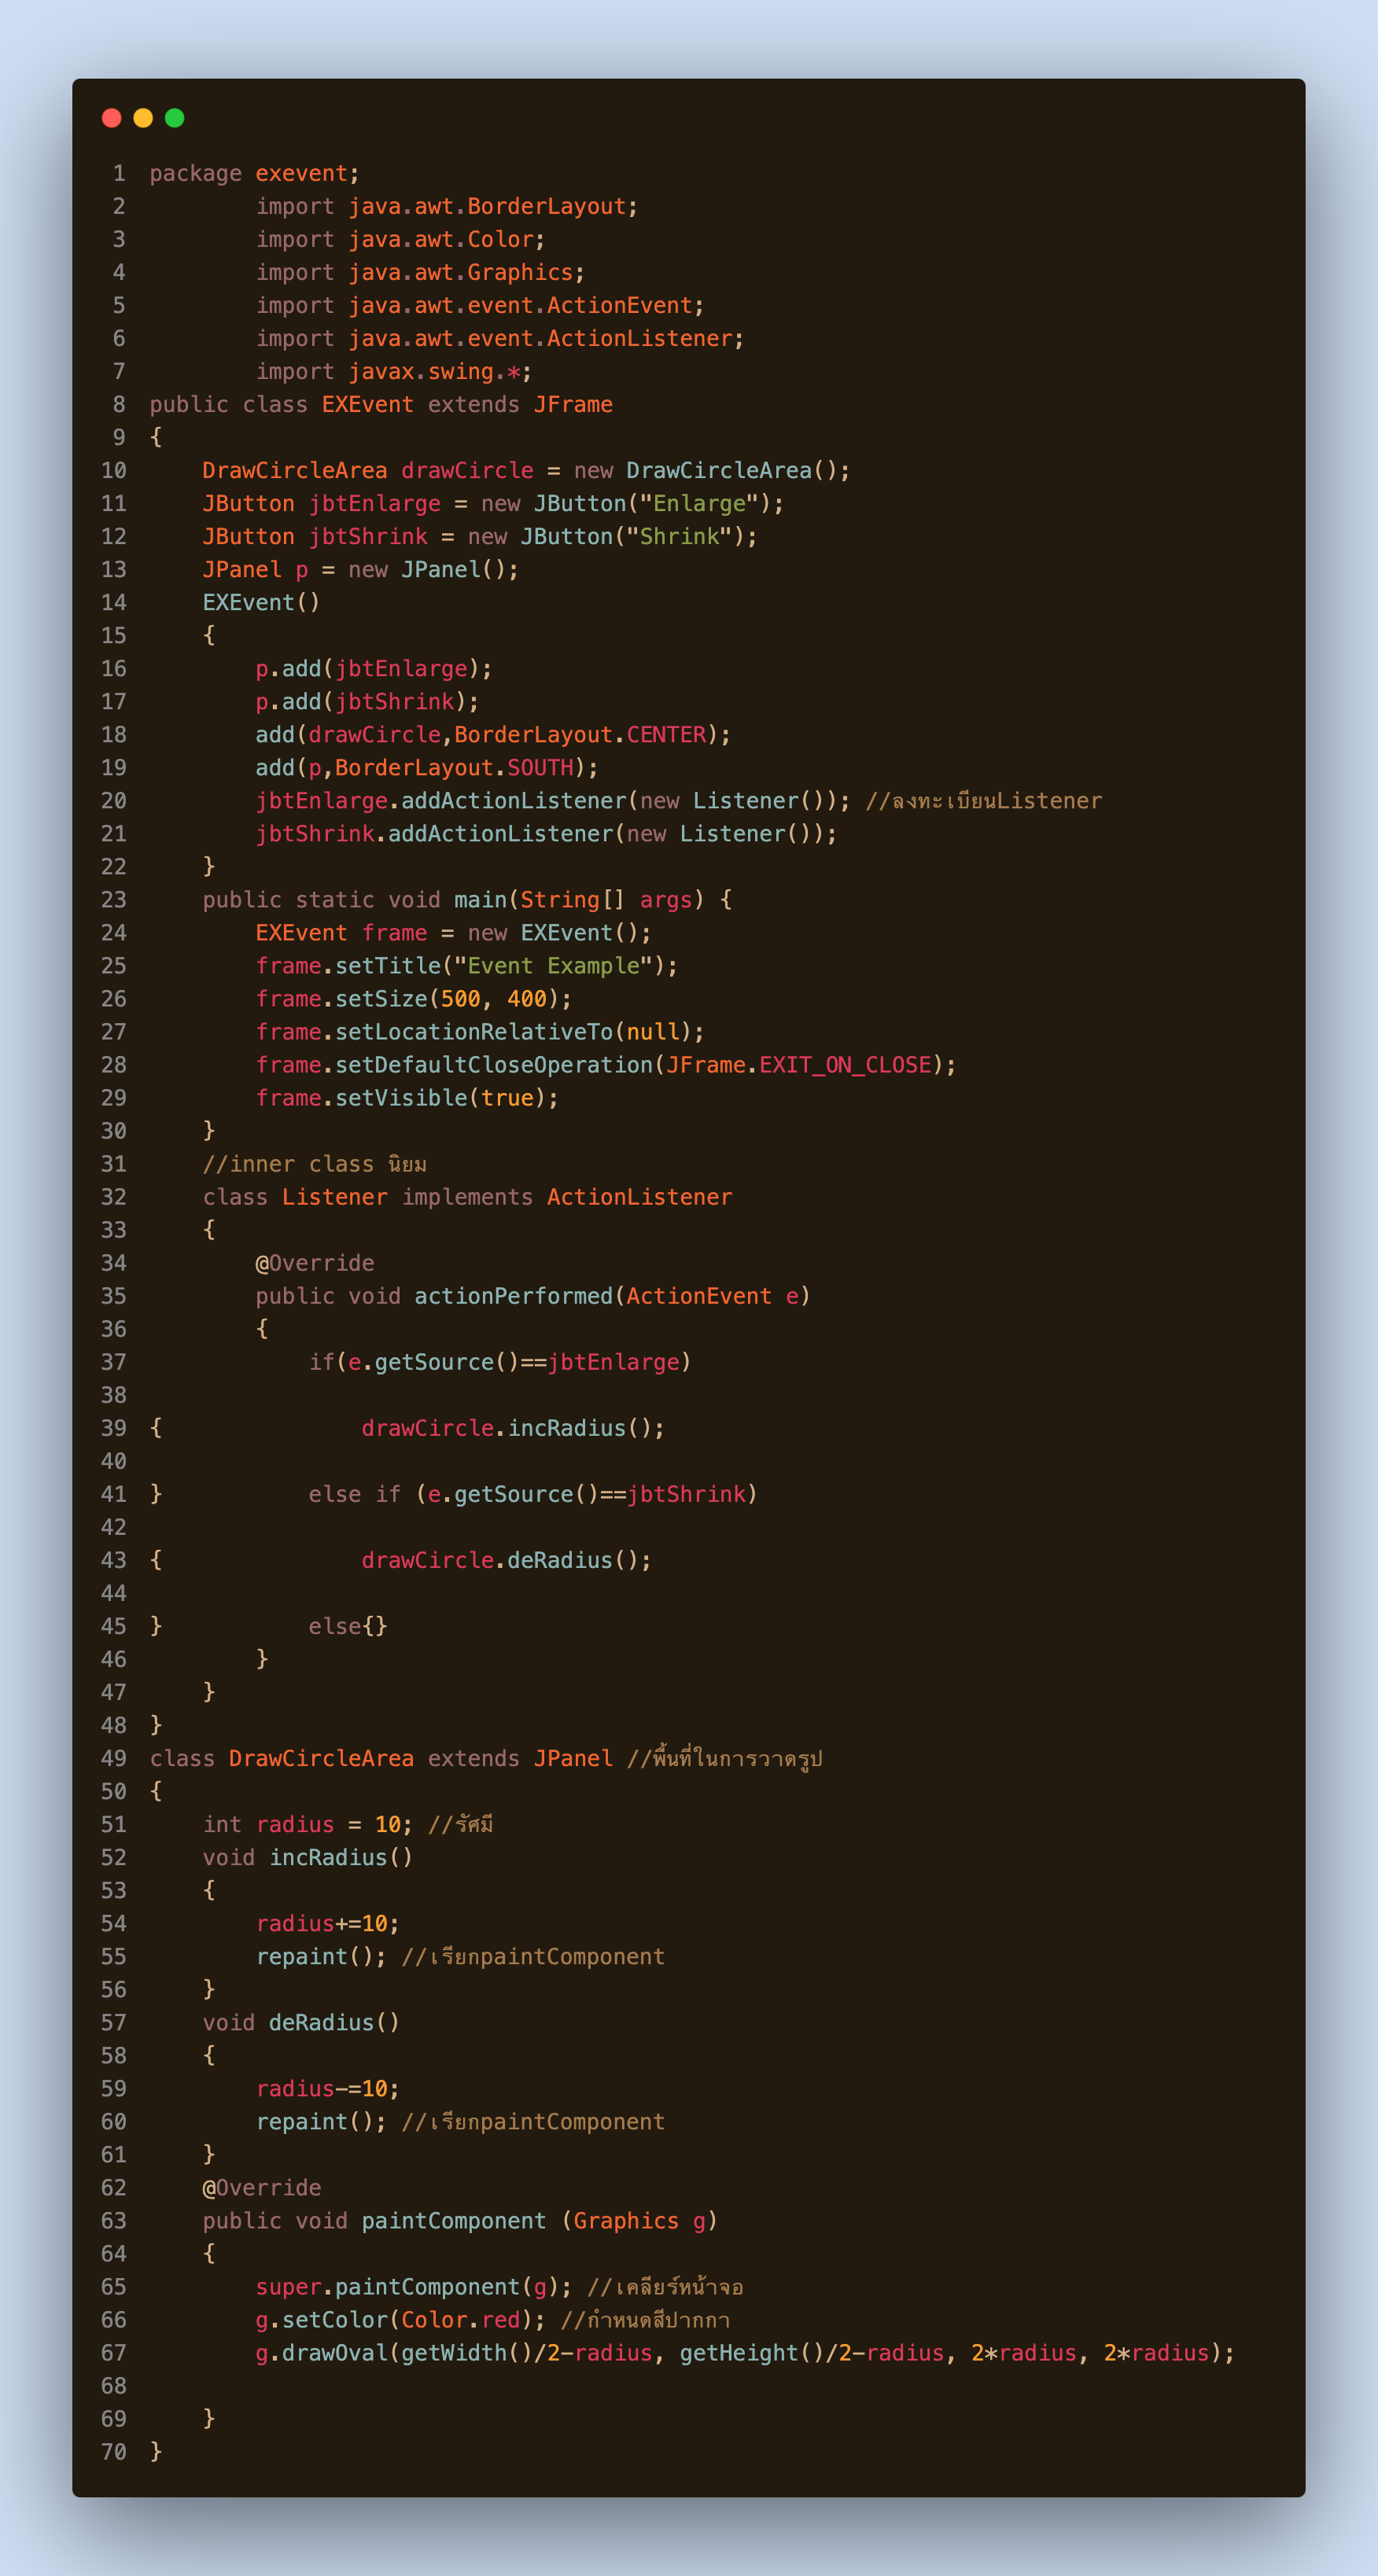 1 package exevent;
2         import java.awt.BorderLayout;
3         import java.awt.Color;
4         import java.awt.Graphics;
5         import java.awt.event.ActionEvent;
6         import java.awt.event.ActionListener;
7         import javax.swing.*;
8 public class EXEvent extends JFrame
9 {
10     DrawCircleArea drawCircle = new DrawCircleArea();
11     JButton jbtEnlarge = new JButton("Enlarge");
12     JButton jbtShrink = new JButton("Shrink");
13     JPanel p = new JPanel();
14     EXEvent()
15     {
16         p.add(jbtEnlarge);
17         p.add(jbtShrink);
18         add(drawCircle,BorderLayout.CENTER);
19         add(p,BorderLayout.SOUTH);
20         jbtEnlarge.addActionListener(new Listener()); //ลงทะเบียนListener
21         jbtShrink.addActionListener(new Listener());
22     }
23     public static void main(String[] args) {
24         EXEvent frame = new EXEvent();
25         frame.setTitle("Event Example");
26         frame.setSize(500, 400);
27         frame.setLocationRelativeTo(null);
28         frame.setDefaultCloseOperation(JFrame.EXIT_ON_CLOSE);
29         frame.setVisible(true);
30     }
31     //inner class นิยม
32     class Listener implements ActionListener
33     {
34         @Override
35         public void actionPerformed(ActionEvent e)
36         {
37             if(e.getSource()==jbtEnlarge)
38
39 {               drawCircle.incRadius();
40
41 }           else if (e.getSource()==jbtShrink)
42
43 {               drawCircle.deRadius();
44
45 }           else{}
46         }
47     }
48 }
49 class DrawCircleArea extends JPanel //พื้นที่ในการวาดรูป
50 {
51     int radius = 10; //รัศมี
52     void incRadius()
53     {
54         radius+=10;
55         repaint(); //เรียกpaintComponent
56     }
57     void deRadius()
58     {
59         radius-=10;
60         repaint(); //เรียกpaintComponent
61     }
62     @Override
63     public void paintComponent (Graphics g)
64     {
65         super.paintComponent(g); //เคลียร์หน้าจอ
66         g.setColor(Color.red); //กำหนดสีปากกา
67         g.drawOval(getWidth()/2-radius, getHeight()/2-radius, 2*radius, 2*radius);
68
69     }
70 }